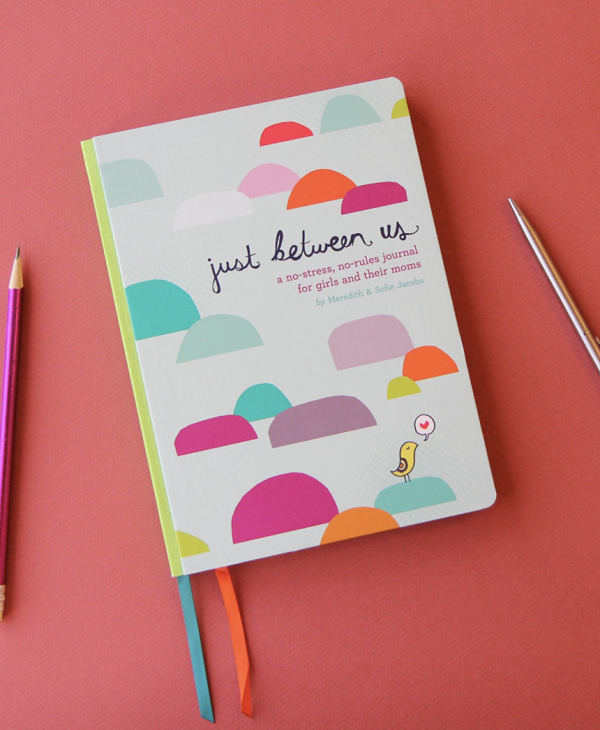 just between us
a no-stress, no-rules journal
for girls and their moms
by Meredith & Sofie Jacobs